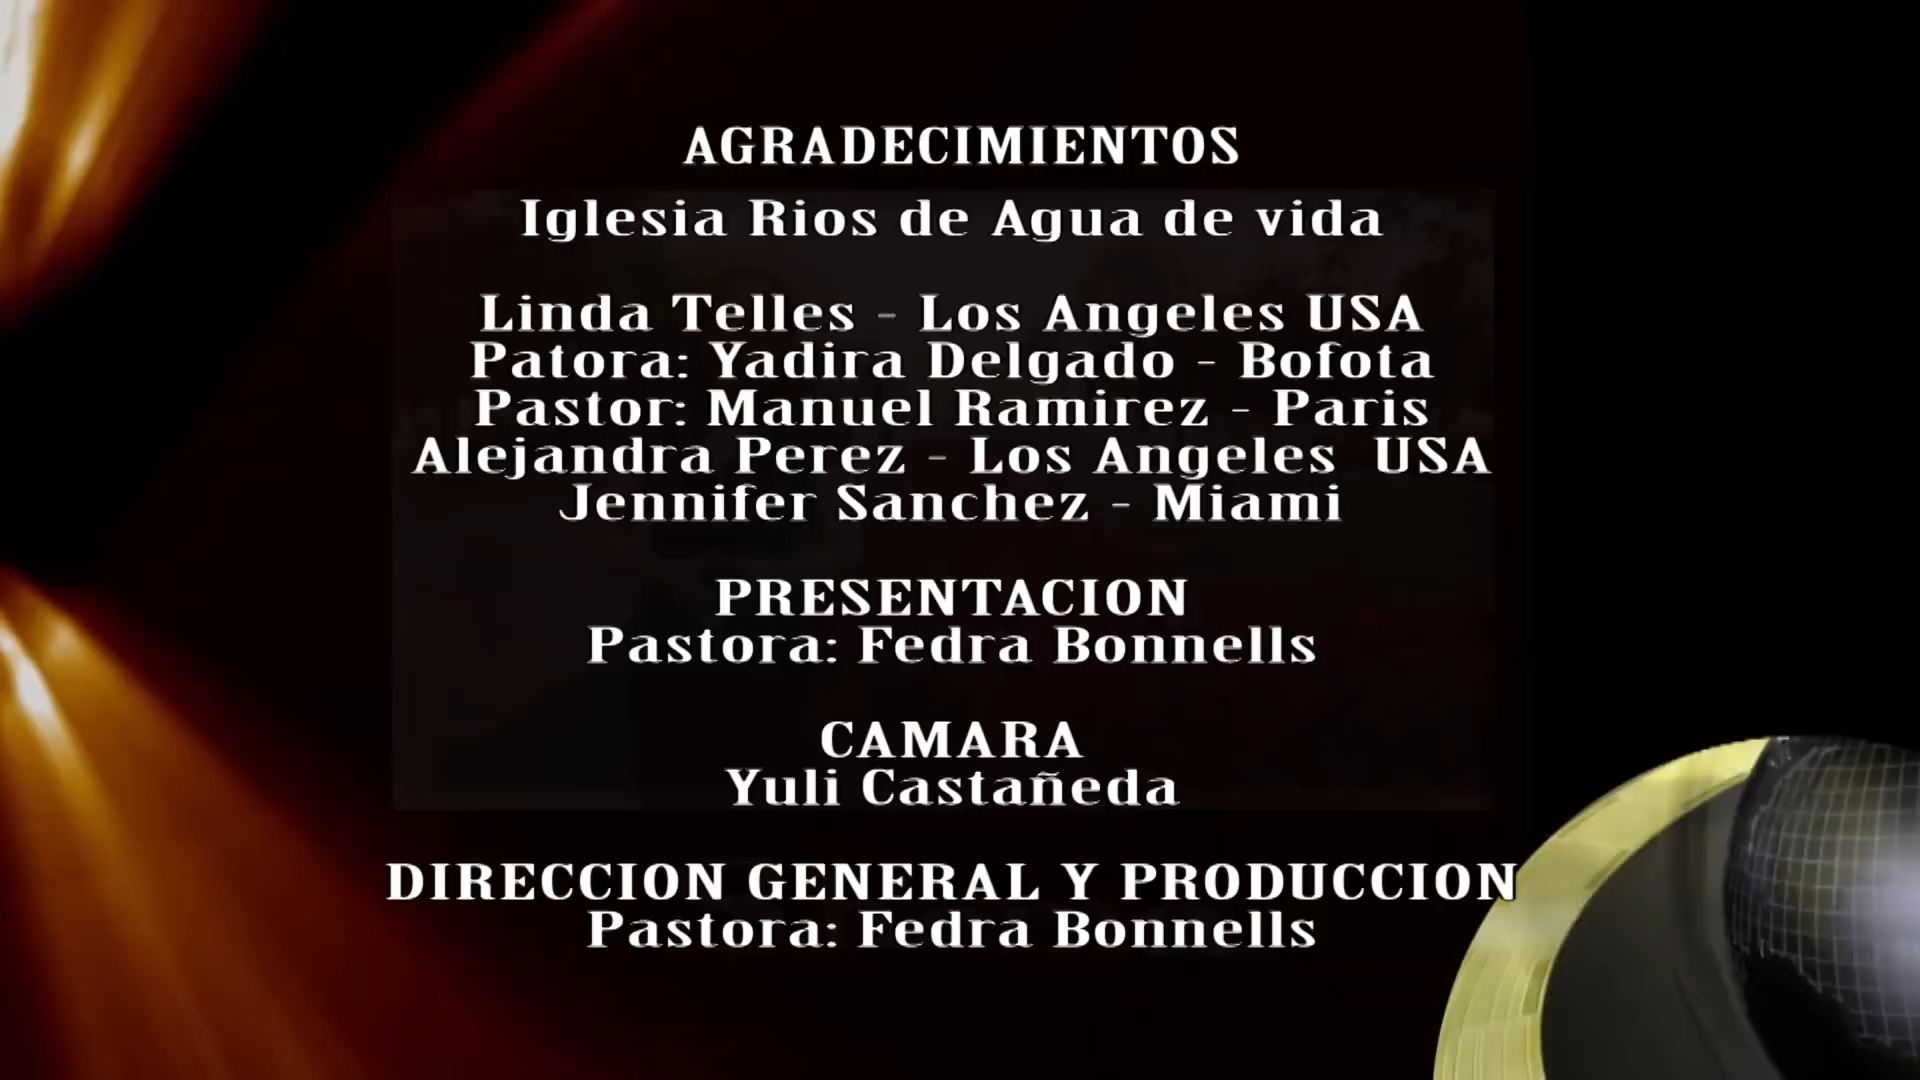 AGRADECIMIENTOS
Iglesia Rios de Agua de vida
Linda Telles - Los Angeles USA
Patora: Yadira Delgado - Bofota
Pastor: Manuel Ramirez - Paris
Alejandra Perez - Los Angeles  USA
Jennifer Sanchez - Miami
PRESENTACION
Pastora: Fedra Bonnells
CAMARA
Yuli Castañeda
DIRECCION GENERAL Y PRODUCCION
Pastora: Fedra Bonnells